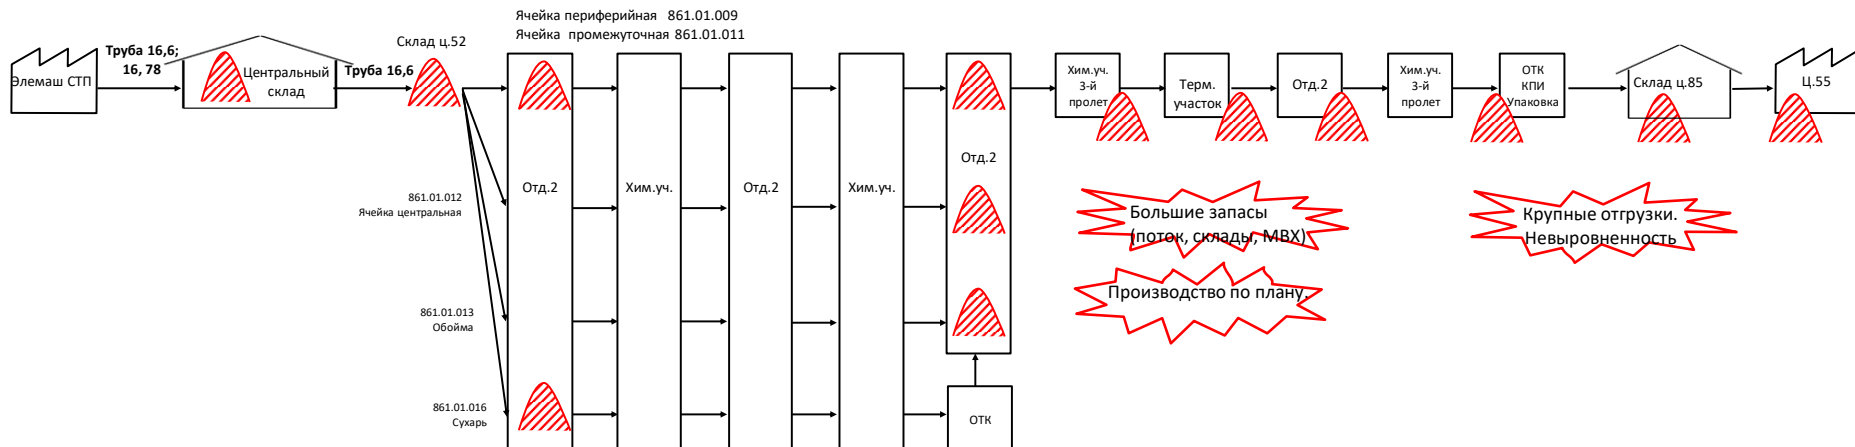 Ячейка периферийная 861.01.009
Ячейка промежуточная 861.01.011
Элемаш СТП
Труба 16,6;
16, 78
Центральный
склад
Труба 16,6
Склад ц.52
861.01.012
Ячейка центральная
861.01.013
Обойма
861.01.016
Сухарь
Отд.2
Хим.уч.
Отд.2
Хим.уч.
Отд.2
ОТК
Хим.уч.
3-й
пролет
Терм.
участок
Отд.2
Хим.уч.
3-й
пролет
ОТК
КПИ
Упаковка
Склад ц.85
Ц.55
Большие запасы
(поток, склады, МВХ)
Производство по плану.
Крупные отгрузки.
Невыровненность